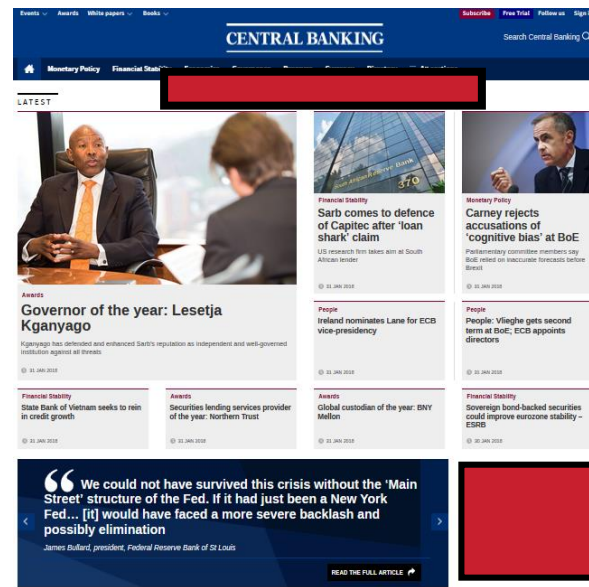 Events Awards White papers Books Subscribe Free Trial Follow us Sign
CENTRAL BANKING
Search Central Banking
Monetary Policy Financial
LATEST
Awards
Governor of the year: Lesetja
Kganyago
Kganyago has defended and enhanced Sarb's reputation as independent and well-governed
institution against all threats
31 JAN 2018
South African Reserve Bank
370
Financial Stability
Sarb comes to defence
of Capitec after 'loan
shark' claim
US research firm takes aim at South
African lender
31 JAN 2018
Monetary Policy
Carney rejects
accusations of
'cognitive bias' at BoE
Parliamentary committee members say
BoE relied on inaccurate forecasts before
Brexit
31 JAN 2018
People
Ireland nominates Lane for ECB
vice-presidency
31 JAN 2018
People
People: Vlieghe gets second
term at BoE; ECB appoints
directors
31 JAN 2018
Financial Stability
State Bank of Vietnam seeks to rein
in credit growth
31 JAN 2018
Awards
Securities lending services provider
of the year: Northern Trust
31 JAN 2018
Awards
Global custodian of the year: BNY
Mellon
31 JAN 2018
Financial Stability
Sovereign bond-backed securities
could improve eurozone stability –
ESRB
30 JAN 2018
“ We could not have survived this crisis without the 'Main
Street' structure of the Fed. If it had just been a New York
Fed… [it] would have faced a more severe backlash and
possibly elimination
James Bullard, president, Federal Reserve Bank of St Louis
READ THE FULL ARTICLE